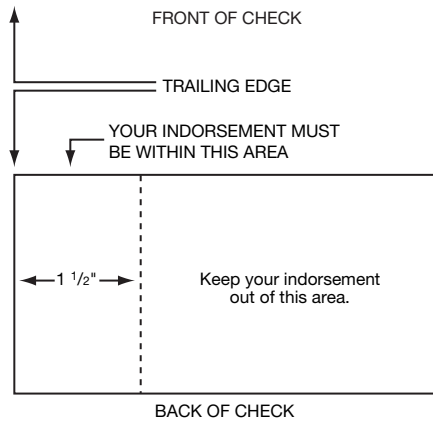 FRONT OF CHECK
TRAILING EDGE
YOUR INDORSEMENT MUST
BE WITHIN THIS AREA
1 1/2"
Keep your indorsement
out of this area.
BACK OF CHECK